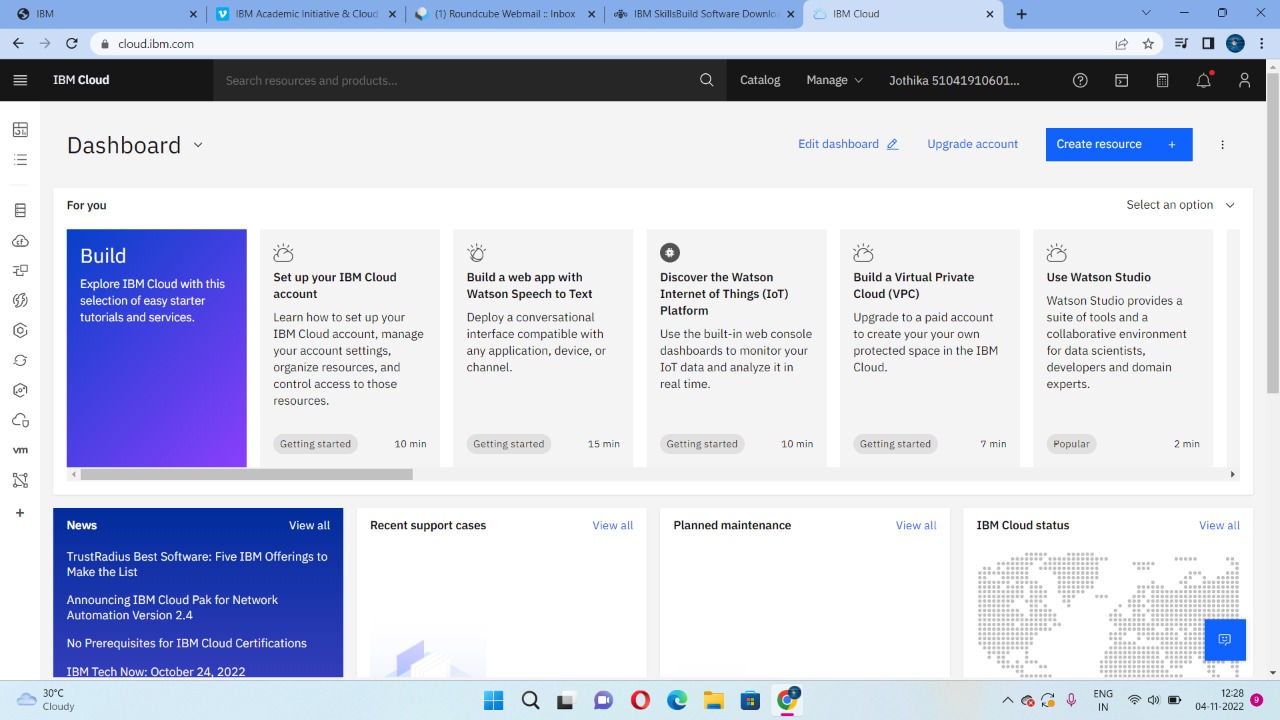 IBM
IBM Academic Initiative & Cloud
(1) Roundcube Webmail :: Inbox
IBM SkillsBuild Software Downlo
IBM Cloud
cloud.ibm.com
IBM Cloud
Search resources and products...
Catalog
Manage
Jothika 51041910601...
Dashboard
Edit dashboard
Upgrade account
Create resource +
For you
Select an option
Build
Explore IBM Cloud with this
selection of easy starter
tutorials and services.
Set up your IBM Cloud
account
Learn how to set up your
IBM Cloud account, manage
your account settings,
organize resources, and
control access to those
resources.
Getting started
10 min
Build a web app with
Watson Speech to Text
Deploy a conversational
interface compatible with
any application, device, or
channel.
Getting started
15 min
Discover the Watson
Internet of Things (IoT)
Platform
Use the built-in web console
dashboards to monitor your
IoT data and analyze it in
real time.
Getting started
10 min
Build a Virtual Private
Cloud (VPC)
Upgrade to a paid account
to create your your own
protected space in the IBM
Cloud.
Getting started
7 min
Use Watson Studio
Watson Studio provides a
suite of tools and a
collaborative environment
for data scientists,
developers and domain
experts.
Popular
2 min
vm
News
View all
TrustRadius Best Software: Five IBM Offerings to
Make the List
Announcing IBM Cloud Pak for Network
Automation Version 2.4
No Prerequisites for IBM Cloud Certifications
IBM Tech Now: October 24, 2022
Recent support cases
View all
Planned maintenance
View all
IBM Cloud status
View all
30°C
Cloudy
ENG
IN
12:28
04-11-2022
9